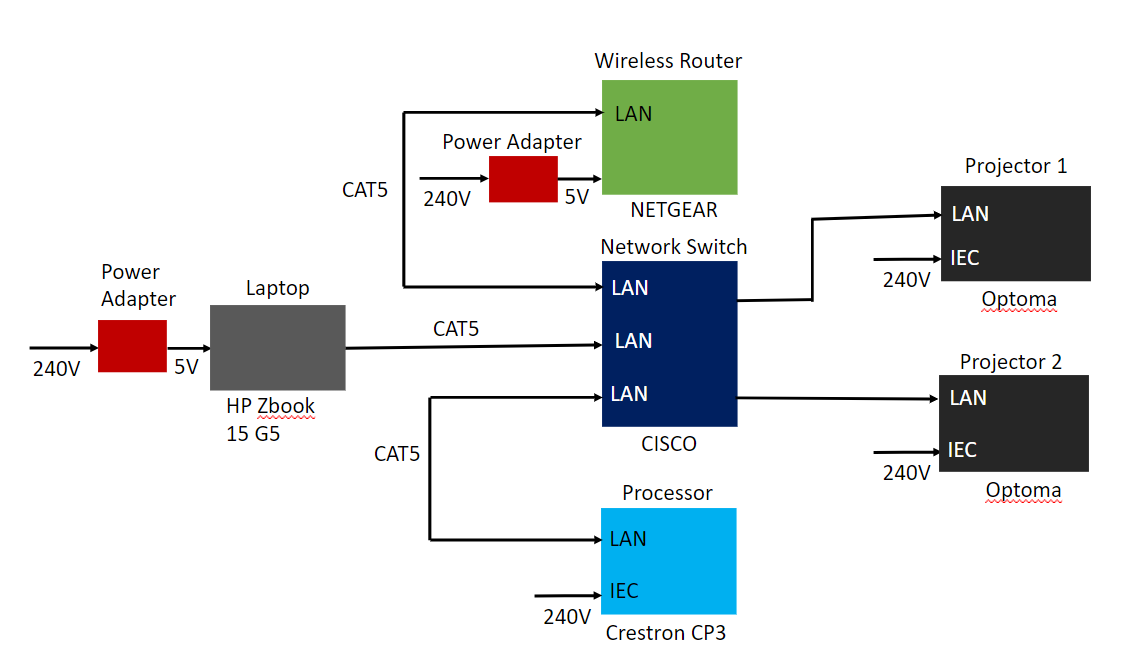 Wireless Router
LAN
Power Adapter
240V
5V
CAT5
NETGEAR
Network Switch
LAN
LAN
LAN
CISCO
Projector 1
LAN
IEC
240V
Optoma
Power
Adapter
240V
5V
Laptop
HP Zbook
15 G5
CAT5
Projector 2
LAN
IEC
240V
Optoma
CAT5
Processor
LAN
IEC
240V
Crestron CP3